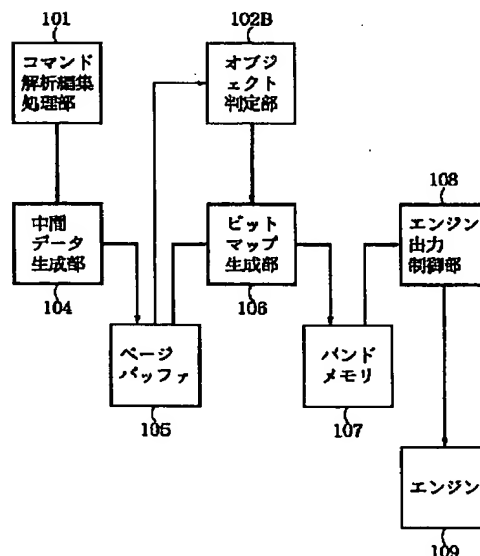 101
コマンド
解析編集
処理部
102B
オブジ
ェクト
判定部
中間
データ
生成部
104
ビット
マップ
生成部
106
108
エンジン
出力
制御部
ページ
バッファ
105
バンド
メモリ
107
エンジン
109